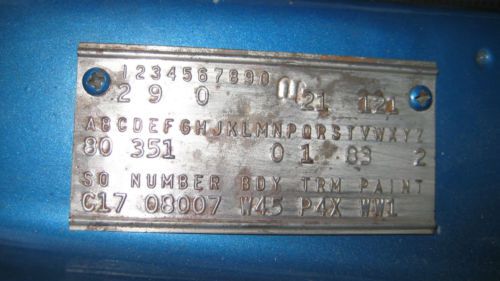 1234567890
2 9 0 01 21 121
ABCDEFGHJKLMNPQRSTVWXYZ
80 351 0 1 83 2
SO NUMBER BDY TRM PAINT
C17 08007 W45 P4X WW1